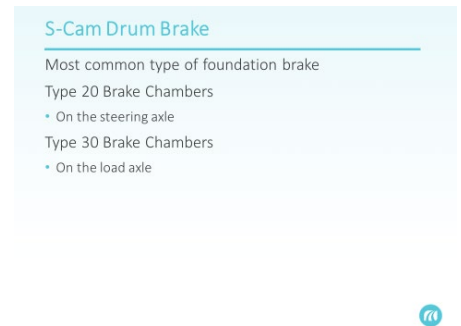 S-Cam Drum Brake
Most common type of foundation brake
Type 20 Brake Chambers
• On the steering axle
Type 30 Brake Chambers
• On the load axle